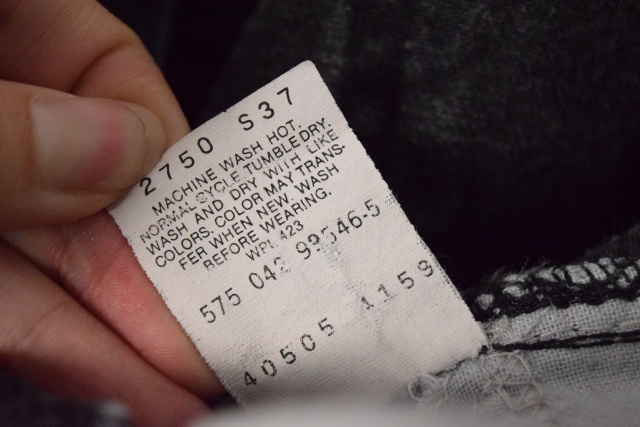 2750 S37
MACHINE WASH HOT,
NORMAL CYCLE TUMBLE DRY.
WASH AND DRY WITH LIKE
COLORS. COLOR MAY TRANS-
FER WHEN NEW. WASH
BEFORE WEARING.
WPL 423
575 042 99546-5
40505 1159